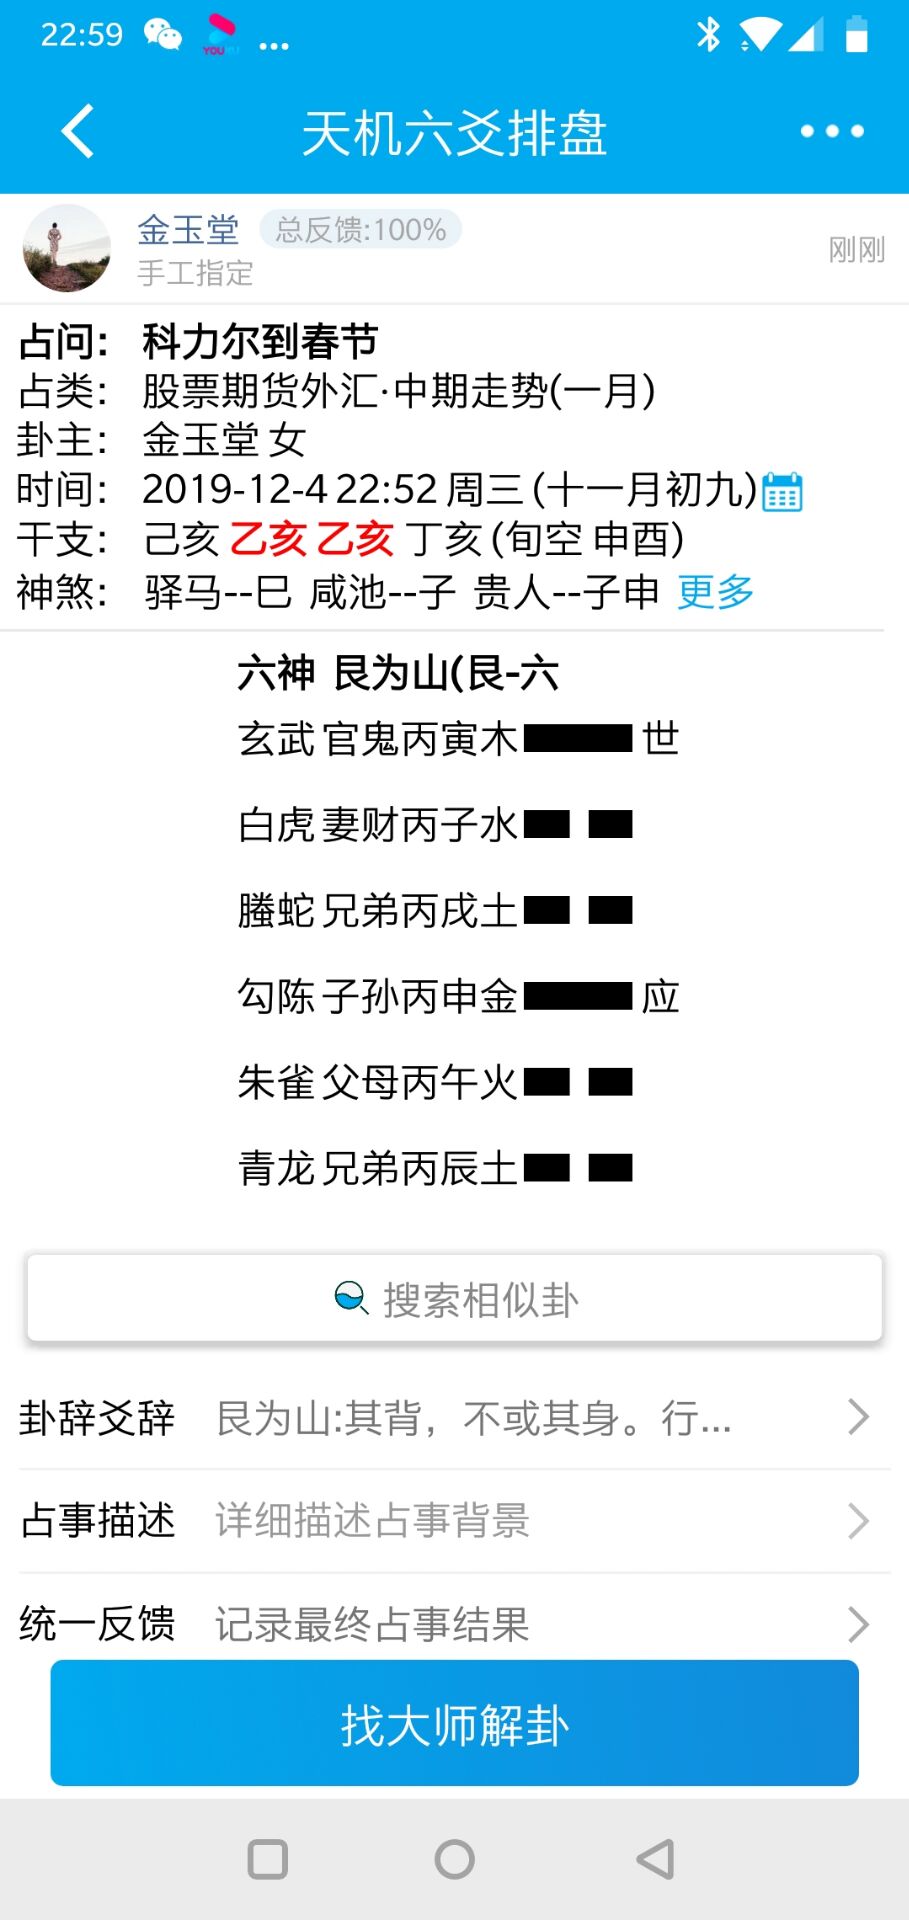 22:59
YOUKU
...
天机六爻排盘
金玉堂 总反馈:100%
手工指定
刚刚
占问: 科力尔到春节
占类: 股票期货外汇·中期走势(一月)
卦主: 金玉堂 女
时间: 2019-12-4 22:52 周三 (十一月初九)
干支: 己亥 乙亥 乙亥 丁亥 (旬空 申酉)
神煞: 驿马--巳 咸池--子 贵人--子申 更多
六神 艮为山(艮-六
玄武 官鬼丙寅木 世
白虎 妻财丙子水
螣蛇 兄弟丙戌土
勾陈 子孙丙申金 应
朱雀 父母丙午火
青龙 兄弟丙辰土
搜索相似卦
卦辞爻辞 艮为山:其背，不或其身。行...
占事描述 详细描述占事背景
统一反馈 记录最终占事结果
找大师解卦